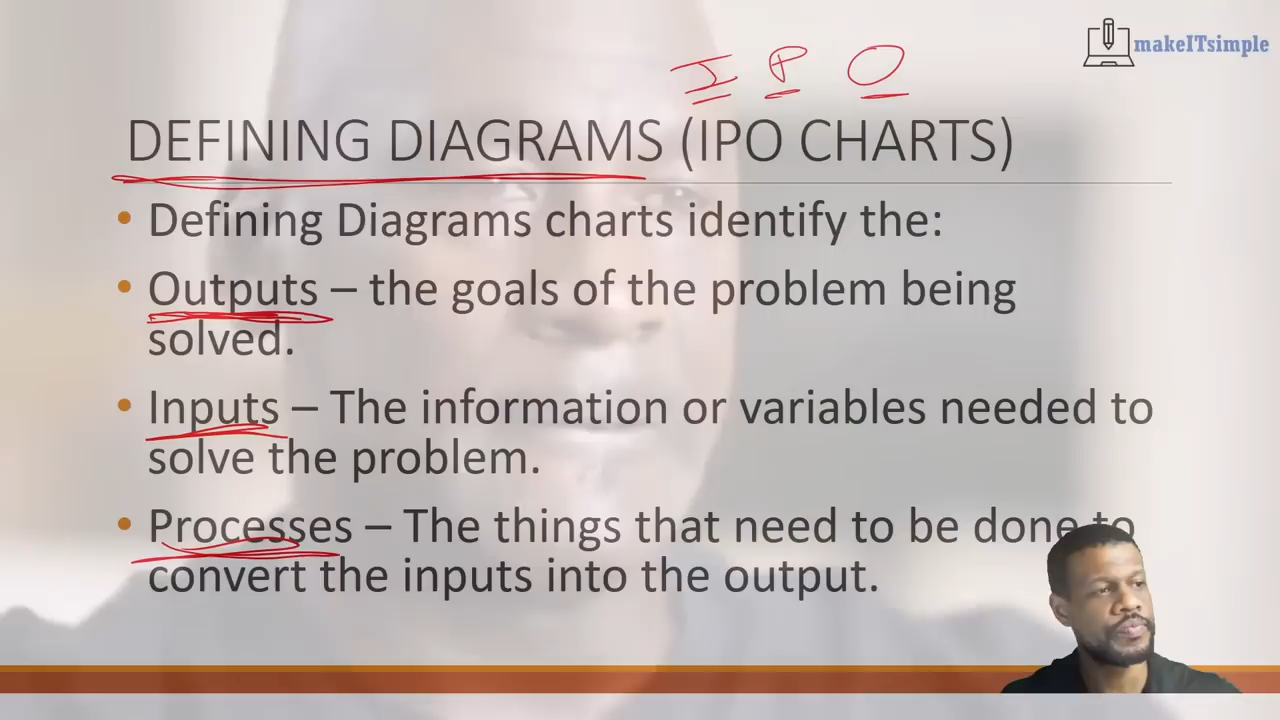 makeITsimple
I P O
DEFINING DIAGRAMS (IPO CHARTS)
• Defining Diagrams charts identify the:
• Outputs – the goals of the problem being
solved.
• Inputs – The information or variables needed to
solve the problem.
• Processes – The things that need to be done to
convert the inputs into the output.